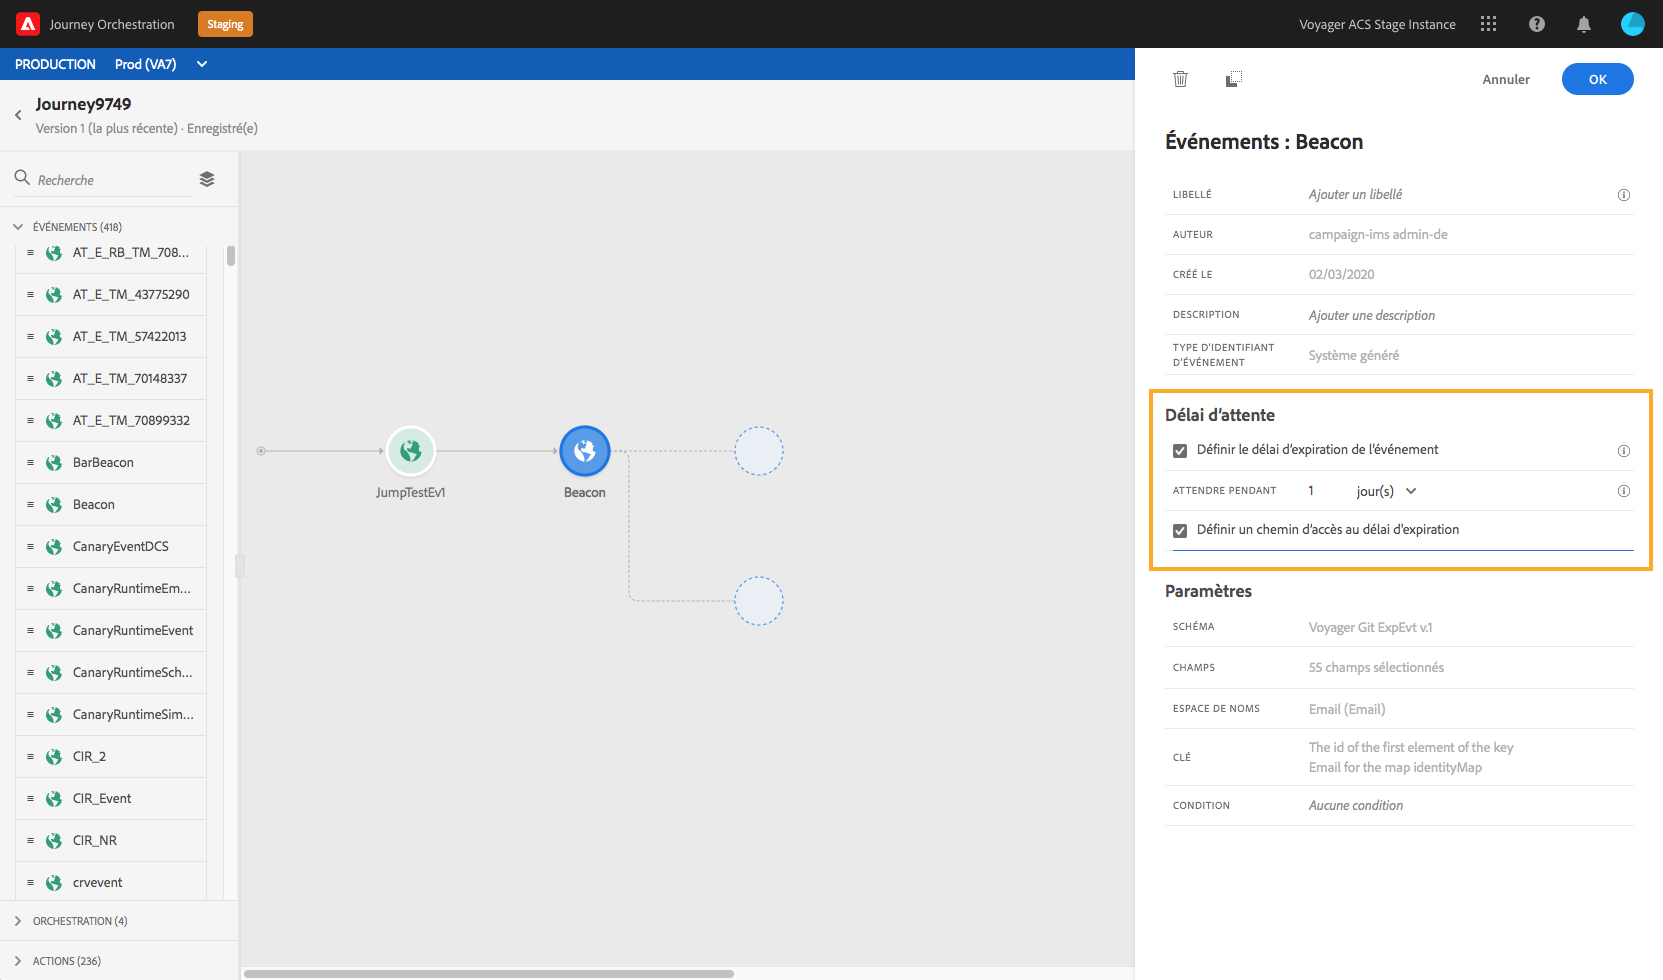 Journey Orchestration
Staging
Voyager ACS Stage Instance
PRODUCTION Prod (VA7)
Journey9749
Version 1 (la plus récente) · Enregistré(e)
Recherche
ÉVÉNEMENTS (418)
AT_E_RB_TM_708...
AT_E_TM_43775290
AT_E_TM_57422013
AT_E_TM_70148337
AT_E_TM_70899332
BarBeacon
Beacon
CanaryEventDCS
CanaryRuntimeEm...
CanaryRuntimeEvent
CanaryRuntimeSch...
CanaryRuntimeSim...
CIR_2
CIR_Event
CIR_NR
crvevent
ORCHESTRATION (4)
ACTIONS (236)
JumpTestEv1
Beacon
Annuler
OK
Événements : Beacon
LIBELLÉ Ajouter un libellé
AUTEUR campaign-ims admin-de
CRÉÉ LE 02/03/2020
DESCRIPTION Ajouter une description
TYPE D'IDENTIFIANT
D'ÉVÉNEMENT
Système généré
Délai d'attente
Définir le délai d'expiration de l'événement
ATTENDRE PENDANT 1 jour(s)
Définir un chemin d'accès au délai d'expiration
Paramètres
SCHÉMA Voyager Git ExpEvt v.1
CHAMPS 55 champs sélectionnés
ESPACE DE NOMS Email (Email)
CLÉ
The id of the first element of the key
Email for the map identityMap
CONDITION Aucune condition